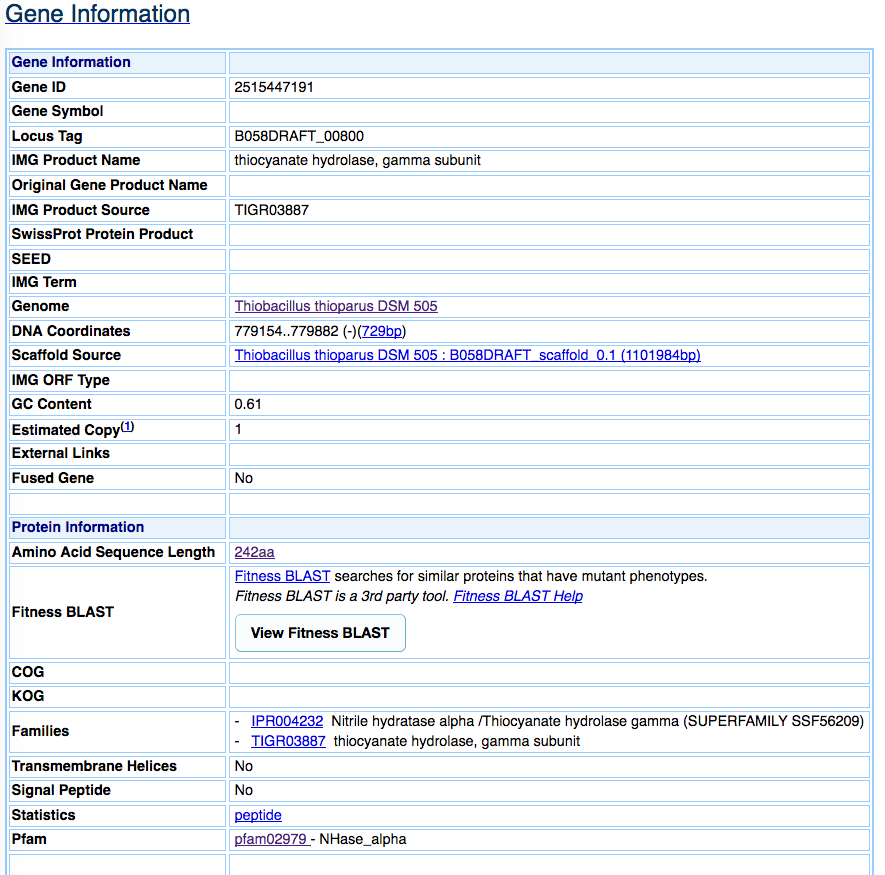 Gene Information
Gene Information
Gene ID 2515447191
Gene Symbol
Locus Tag B058DRAFT_00800
IMG Product Name thiocyanate hydrolase, gamma subunit
Original Gene Product Name
IMG Product Source TIGR03887
SwissProt Protein Product
SEED
IMG Term
Genome Thiobacillus thioparus DSM 505
DNA Coordinates 779154..779882 (-)(729bp)
Scaffold Source Thiobacillus thioparus DSM 505 : B058DRAFT_scaffold_0.1 (1101984bp)
IMG ORF Type
GC Content 0.61
Estimated Copy(1) 1
External Links
Fused Gene No
Protein Information
Amino Acid Sequence Length 242aa
Fitness BLAST searches for similar proteins that have mutant phenotypes.
Fitness BLAST is a 3rd party tool. Fitness BLAST Help
Fitness BLAST
View Fitness BLAST
COG
KOG
Families
- IPR004232 Nitrile hydratase alpha /Thiocyanate hydrolase gamma (SUPERFAMILY SSF56209)
- TIGR03887 thiocyanate hydrolase, gamma subunit
Transmembrane Helices No
Signal Peptide No
Statistics peptide
Pfam pfam02979 - NHase_alpha